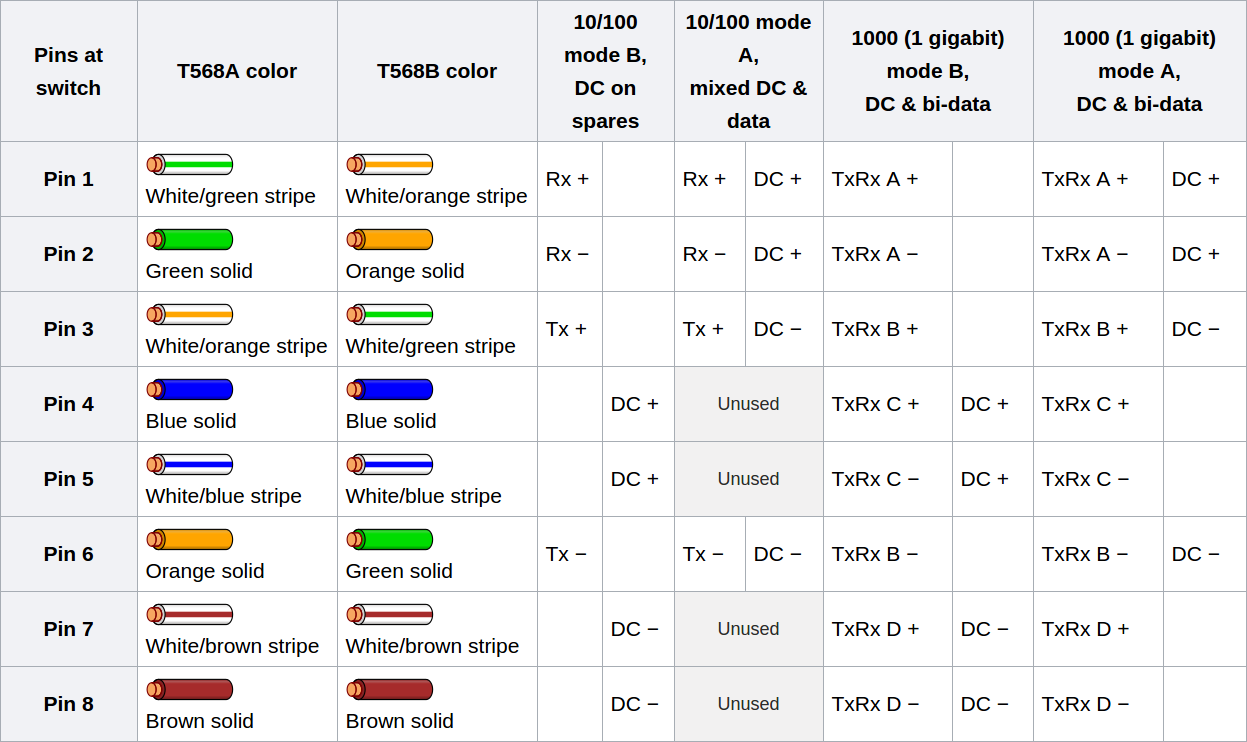 Pins at
switch
T568A color
T568B color
10/100
mode B,
DC on
spares
10/100 mode
A,
mixed DC &
data
1000 (1 gigabit)
mode B,
DC & bi-data
1000 (1 gigabit)
mode A,
DC & bi-data
Pin 1
White/green stripe
White/orange stripe
Rx +
Rx +
DC +
TxRx A +
TxRx A +
DC +
Pin 2
Green solid
Orange solid
Rx −
Rx −
DC +
TxRx A −
TxRx A −
DC +
Pin 3
White/orange stripe
White/green stripe
Tx +
Tx +
DC −
TxRx B +
TxRx B +
DC −
Pin 4
Blue solid
Blue solid
DC +
Unused
TxRx C +
DC +
TxRx C +
Pin 5
White/blue stripe
White/blue stripe
DC +
Unused
TxRx C −
DC +
TxRx C −
Pin 6
Orange solid
Green solid
Tx −
Tx −
DC −
TxRx B −
TxRx B −
DC −
Pin 7
White/brown stripe
White/brown stripe
DC −
Unused
TxRx D +
DC −
TxRx D +
Pin 8
Brown solid
Brown solid
DC −
Unused
TxRx D −
DC −
TxRx D −